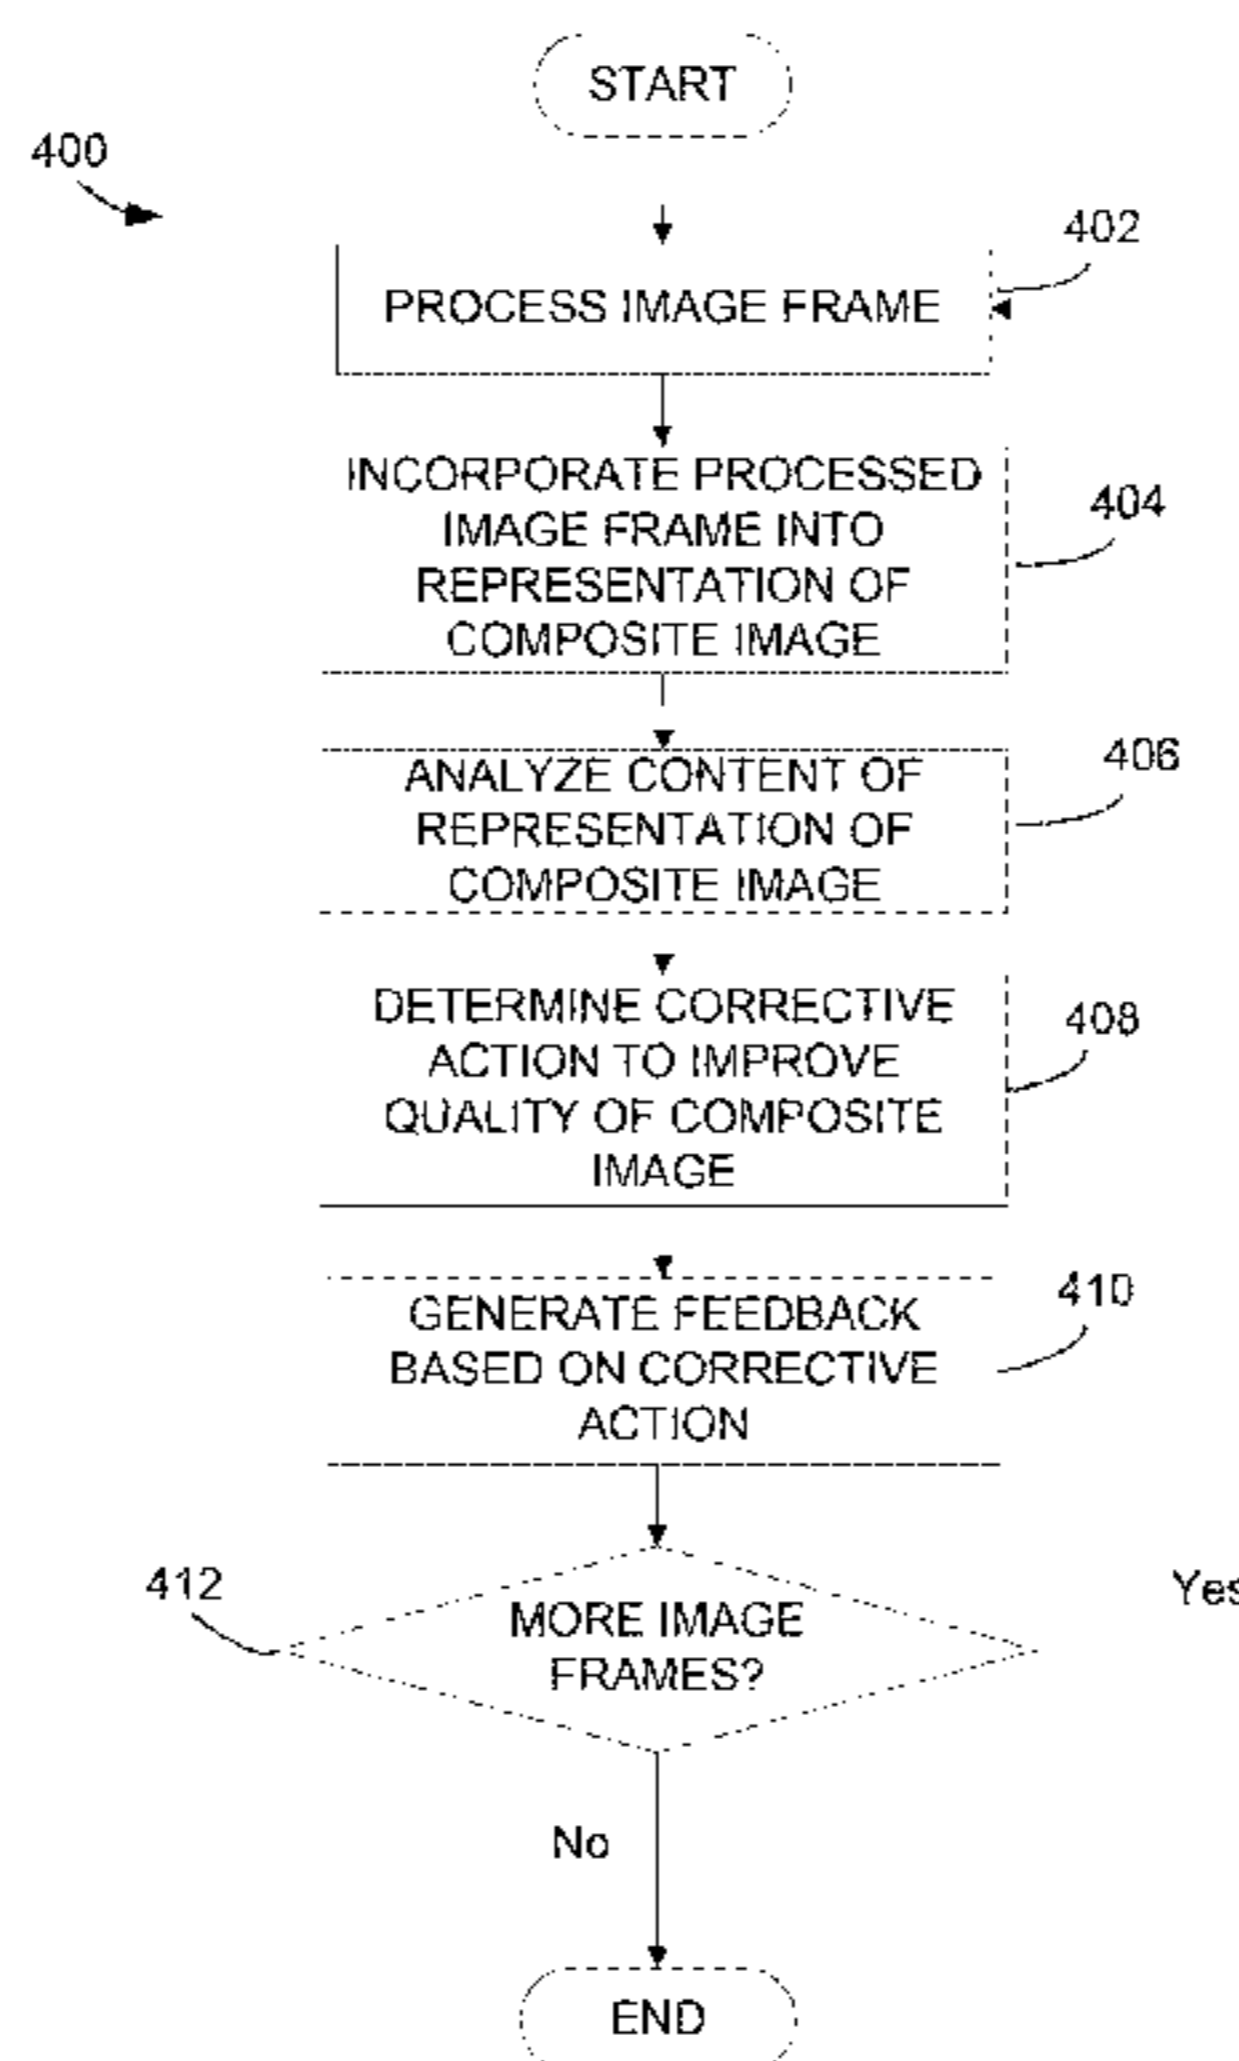 START
400
402
PROCESS IMAGE FRAME
INCORPORATE PROCESSED
IMAGE FRAME INTO
REPRESENTATION OF
COMPOSITE IMAGE
404
406
ANALYZE CONTENT OF
REPRESENTATION OF
COMPOSITE IMAGE
DETERMINE CORRECTIVE
ACTION TO IMPROVE
QUALITY OF COMPOSITE
IMAGE
408
410
GENERATE FEEDBACK
BASED ON CORRECTIVE
ACTION
412
MORE IMAGE
FRAMES?
Yes
No
END